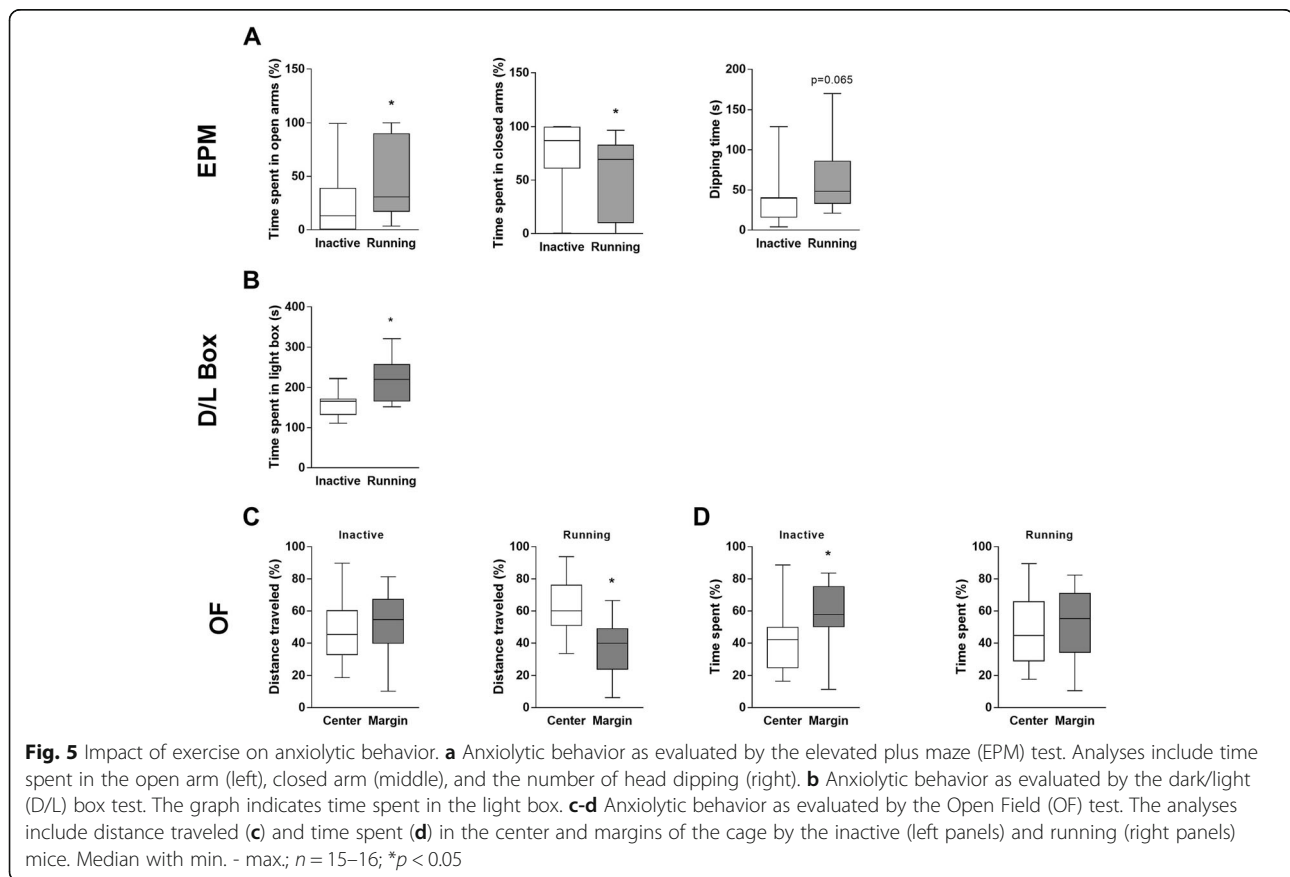 A
EPM
Time spent in open arms (%)
150
100
50
0
*
Inactive Running
Time spent in closed arms (%)
150
100
50
0
*
Inactive Running
Dipping time (s)
200
150
100
50
0
p=0.065
Inactive Running
B
D/L Box
Time spent in light box (s)
400
300
200
100
0
*
Inactive Running
C
OF
Inactive
Distance traveled (%)
100
80
60
40
20
0
Center Margin
Running
Distance traveled (%)
100
80
60
40
20
0
*
Center Margin
D
Inactive
Time spent (%)
100
80
60
40
20
0
*
Center Margin
Running
Time spent (%)
100
80
60
40
20
0
Center Margin
Fig. 5 Impact of exercise on anxiolytic behavior. a Anxiolytic behavior as evaluated by the elevated plus maze (EPM) test. Analyses include time
spent in the open arm (left), closed arm (middle), and the number of head dipping (right). b Anxiolytic behavior as evaluated by the dark/light
(D/L) box test. The graph indicates time spent in the light box. c-d Anxiolytic behavior as evaluated by the Open Field (OF) test. The analyses
include distance traveled (c) and time spent (d) in the center and margins of the cage by the inactive (left panels) and running (right panels)
mice. Median with min. - max.; n = 15–16; *p < 0.05